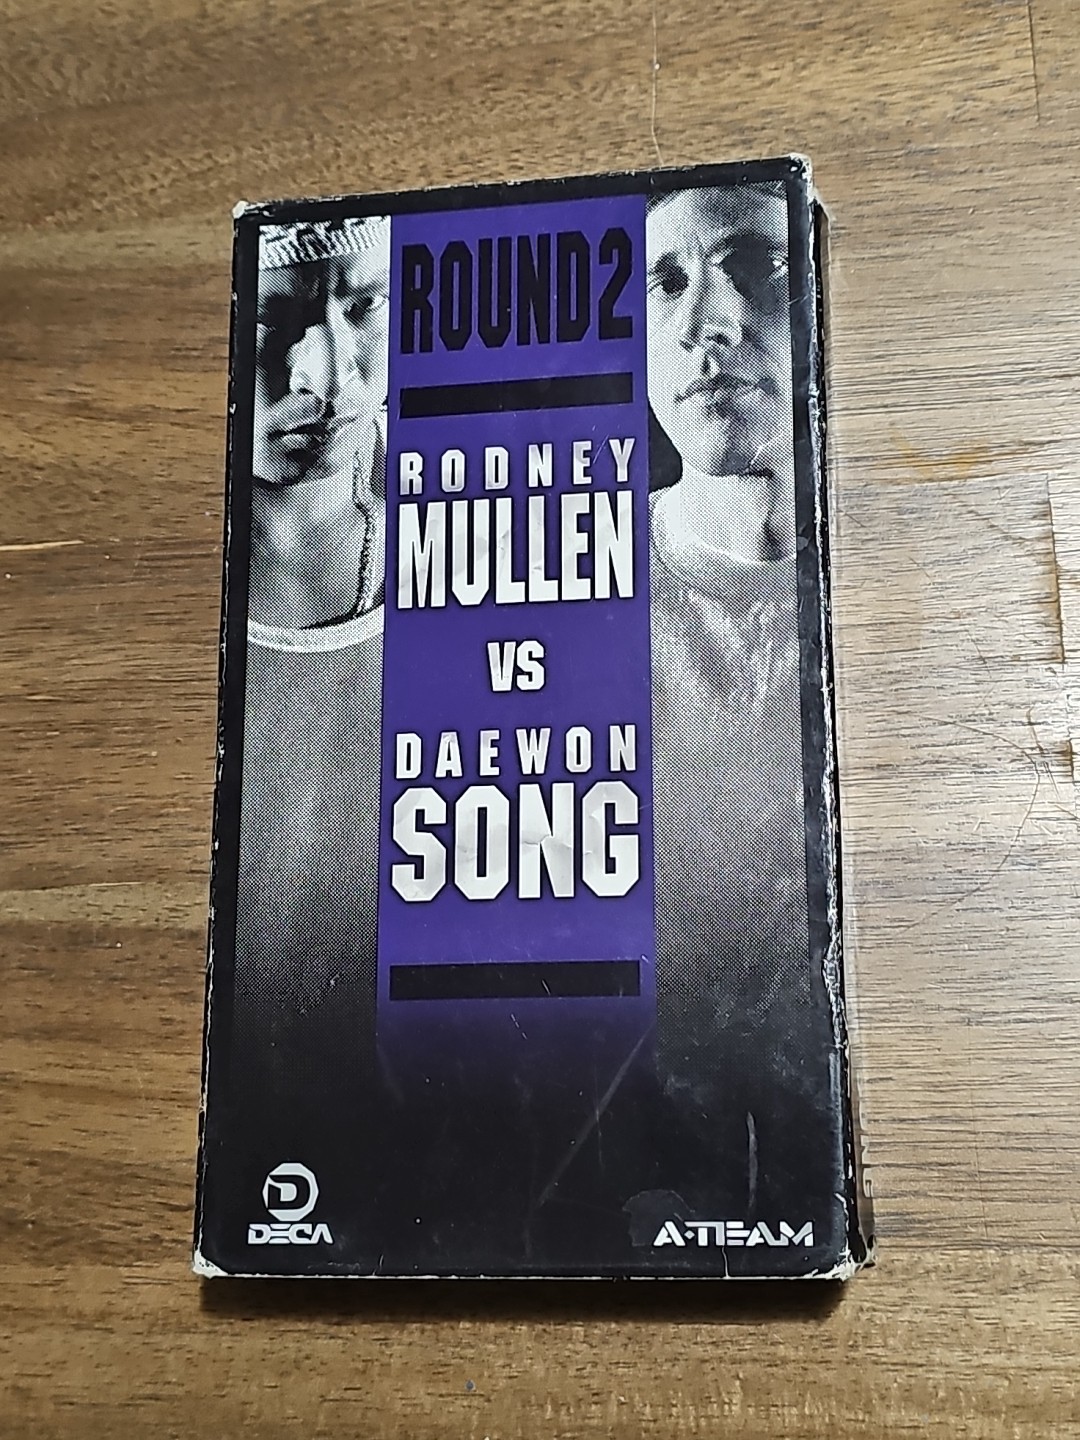 ROUND2
RODNEY
MULLEN
VS
DAEWON
SONG
D
DECA
A-TEAM